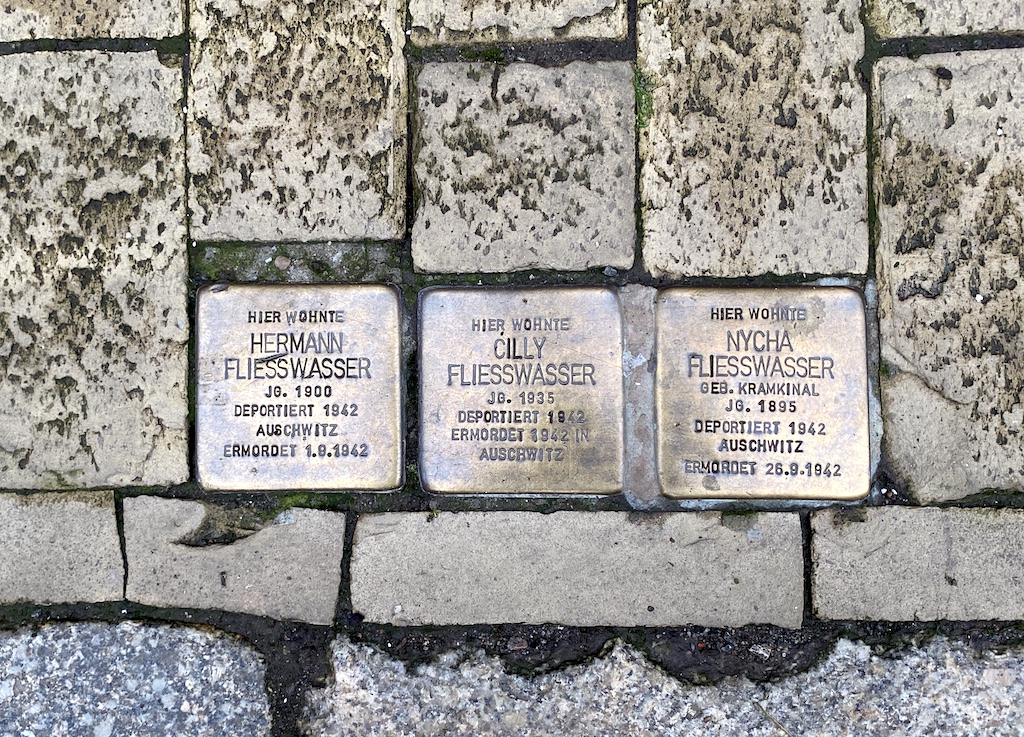 HIER WOHNTE
HERMANN
FLIESSWASSER
JG. 1900
DEPORTIERT 1942
AUSCHWITZ
ERMORDET 1.9.1942
HIER WOHNTE
CILLY
FLIESSWASSER
JG. 1935
DEPORTIERT 1942
ERMORDET 1942 IN
AUSCHWITZ
HIER WOHNTE
NYCHA
FLIESSWASSER
GEB. KRAMKINAL
JG. 1895
DEPORTIERT 1942
AUSCHWITZ
ERMORDET 26.9.1942